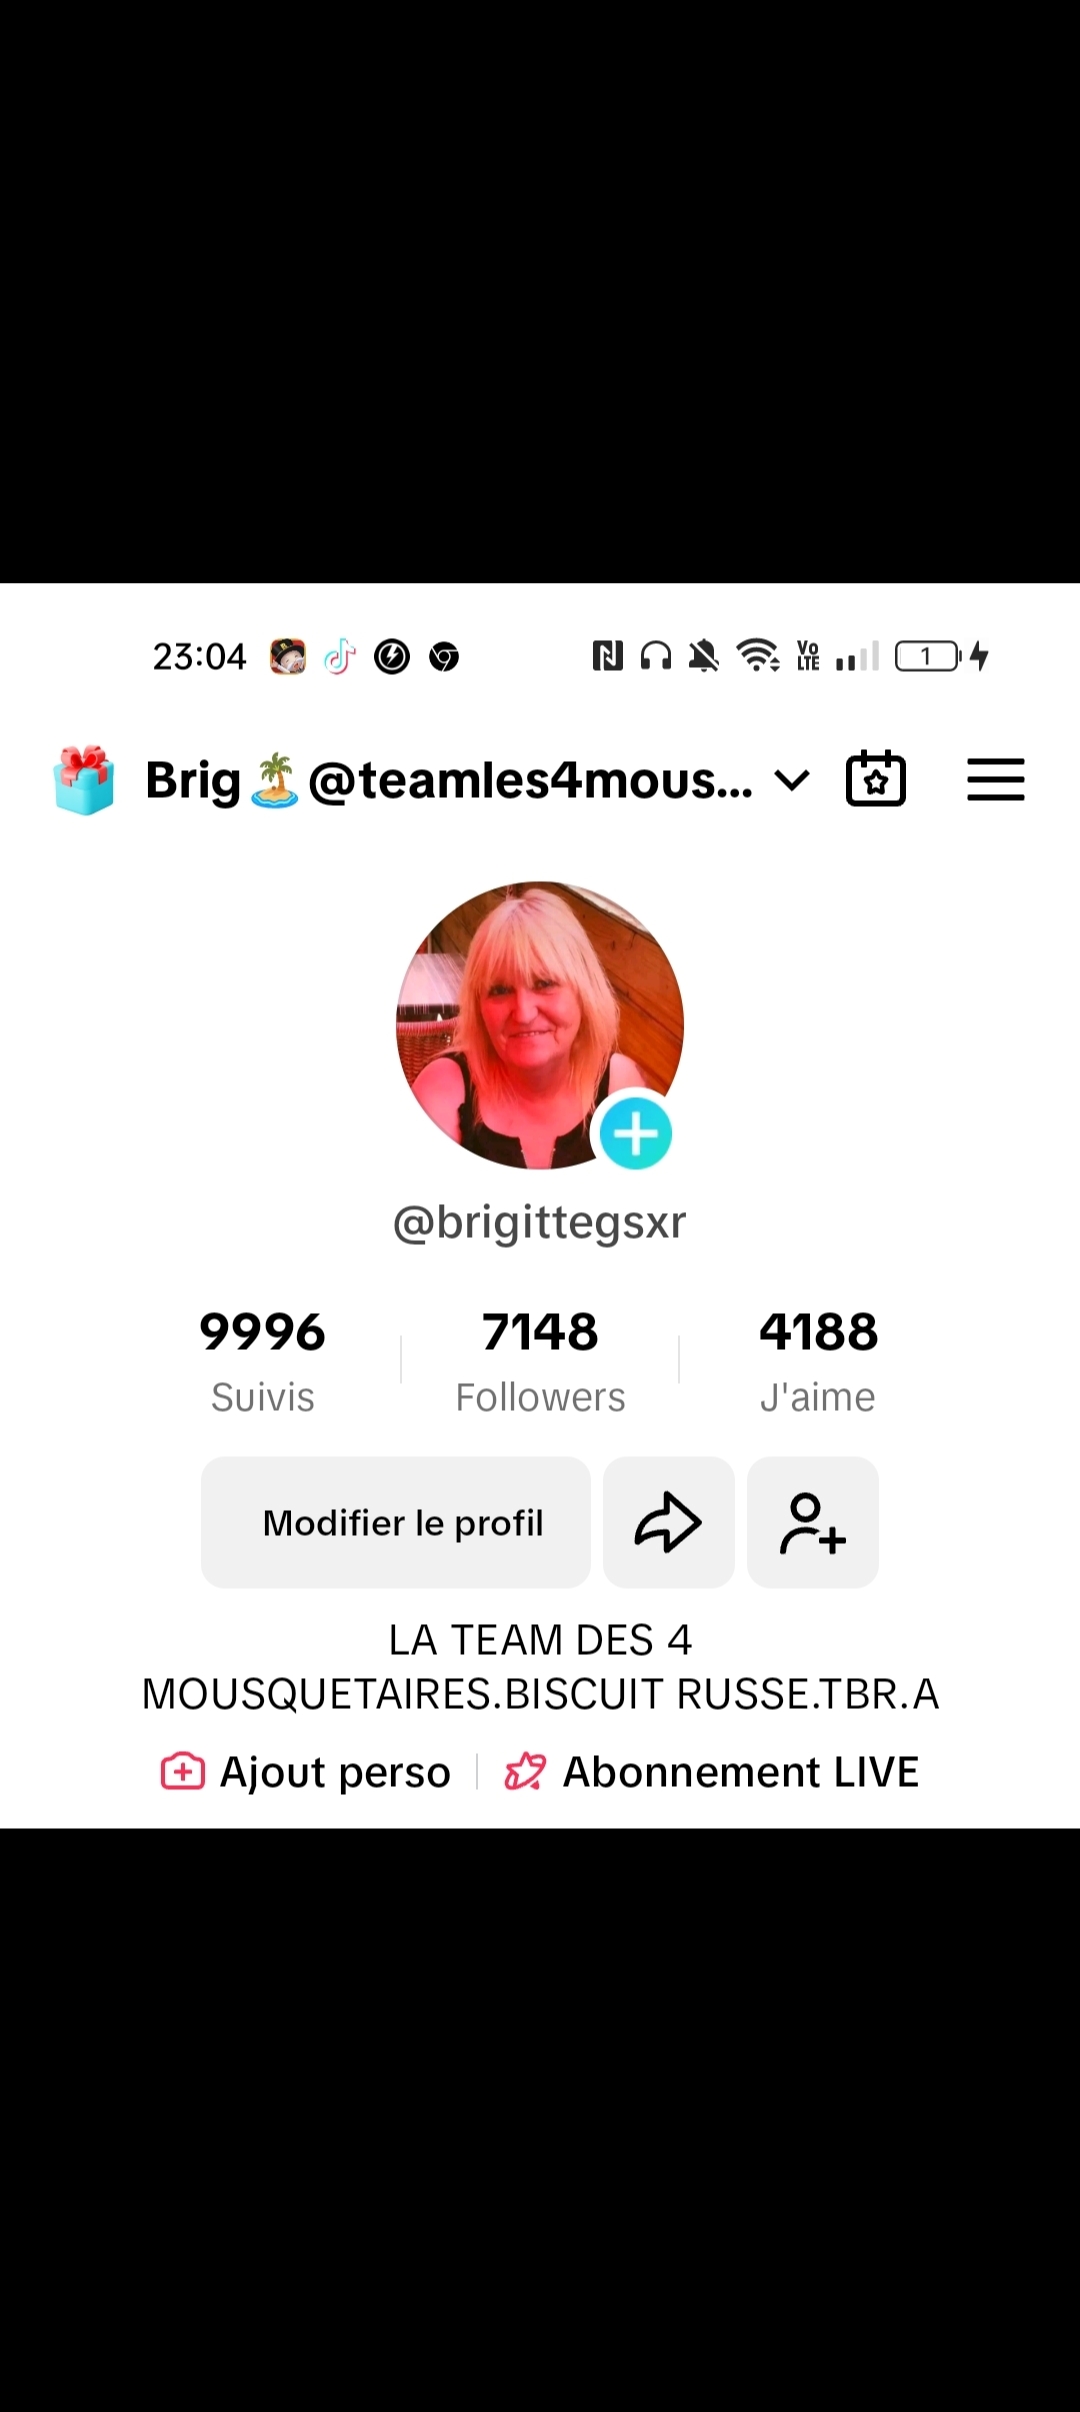 23:04 Vo LTE 1
Brig🏝️@teamles4mous...
@brigittegsxr
9996 7148 4188
Suivis Followers J'aime
Modifier le profil
LA TEAM DES 4
MOUSQUETAIRES.BISCUIT RUSSE.TBR.A
Ajout perso Abonnement LIVE